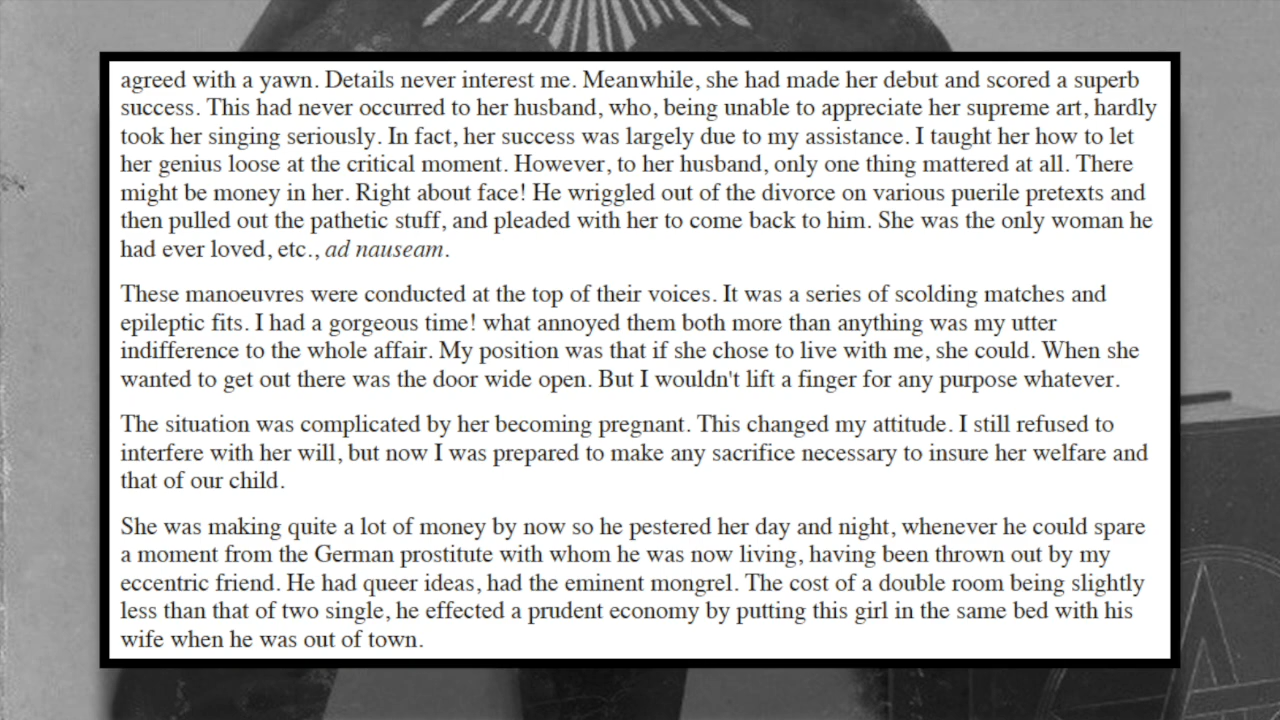 agreed with a yawn. Details never interest me. Meanwhile, she had made her debut and scored a superb
success. This had never occurred to her husband, who, being unable to appreciate her supreme art, hardly
took her singing seriously. In fact, her success was largely due to my assistance. I taught her how to let
her genius loose at the critical moment. However, to her husband, only one thing mattered at all. There
might be money in her. Right about face! He wriggled out of the divorce on various puerile pretexts and
then pulled out the pathetic stuff, and pleaded with her to come back to him. She was the only woman he
had ever loved, etc., ad nauseam.
These manoeuvres were conducted at the top of their voices. It was a series of scolding matches and
epileptic fits. I had a gorgeous time! what annoyed them both more than anything was my utter
indifference to the whole affair. My position was that if she chose to live with me, she could. When she
wanted to get out there was the door wide open. But I wouldn't lift a finger for any purpose whatever.
The situation was complicated by her becoming pregnant. This changed my attitude. I still refused to
interfere with her will, but now I was prepared to make any sacrifice necessary to insure her welfare and
that of our child.
She was making quite a lot of money by now so he pestered her day and night, whenever he could spare
a moment from the German prostitute with whom he was now living, having been thrown out by my
eccentric friend. He had queer ideas, had the eminent mongrel. The cost of a double room being slightly
less than that of two single, he effected a prudent economy by putting this girl in the same bed with his
wife when he was out of town.